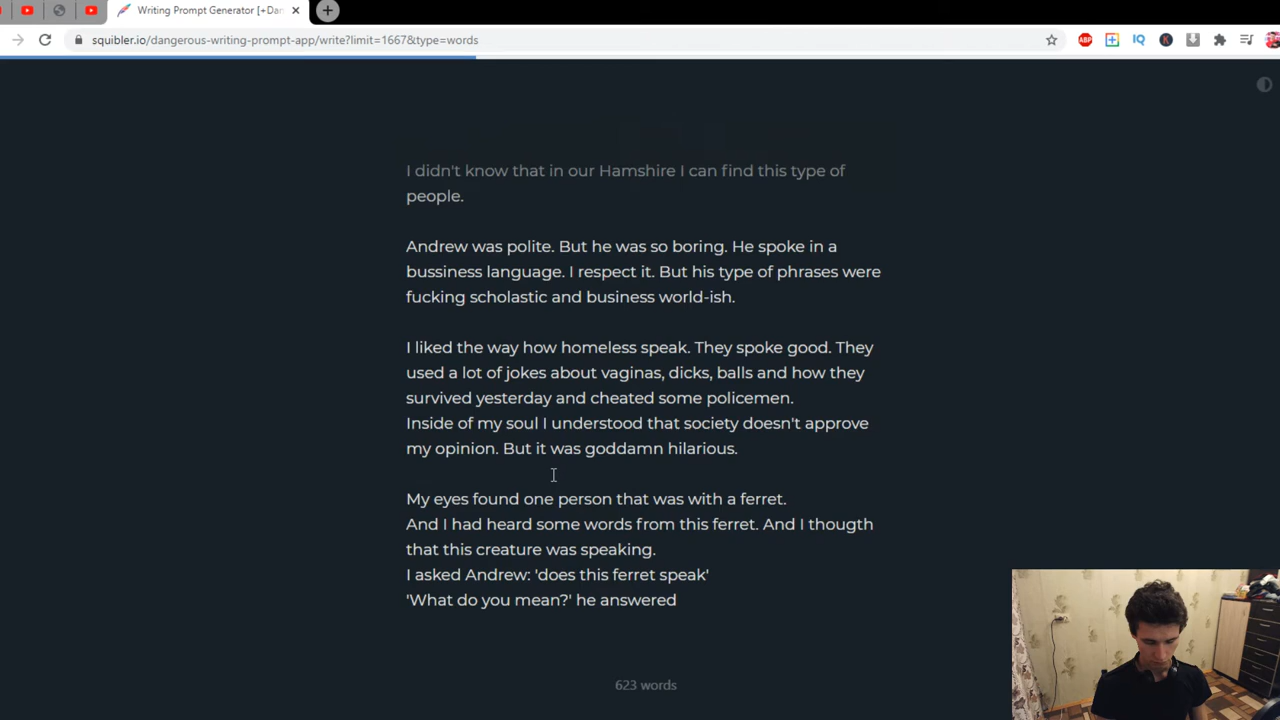 Writing Prompt Generator [+Dan
squibler.io/dangerous-writing-prompt-app/write?limit=1667&type=words
ABP
IQ
K
I didn't know that in our Hamshire I can find this type of
people.
Andrew was polite. But he was so boring. He spoke in a
bussiness language. I respect it. But his type of phrases were
fucking scholastic and business world-ish.
I liked the way how homeless speak. They spoke good. They
used a lot of jokes about vaginas, dicks, balls and how they
survived yesterday and cheated some policemen.
Inside of my soul I understood that society doesn't approve
my opinion. But it was goddamn hilarious.
My eyes found one person that was with a ferret.
And I had heard some words from this ferret. And I thougth
that this creature was speaking.
I asked Andrew: 'does this ferret speak'
'What do you mean?' he answered
623 words